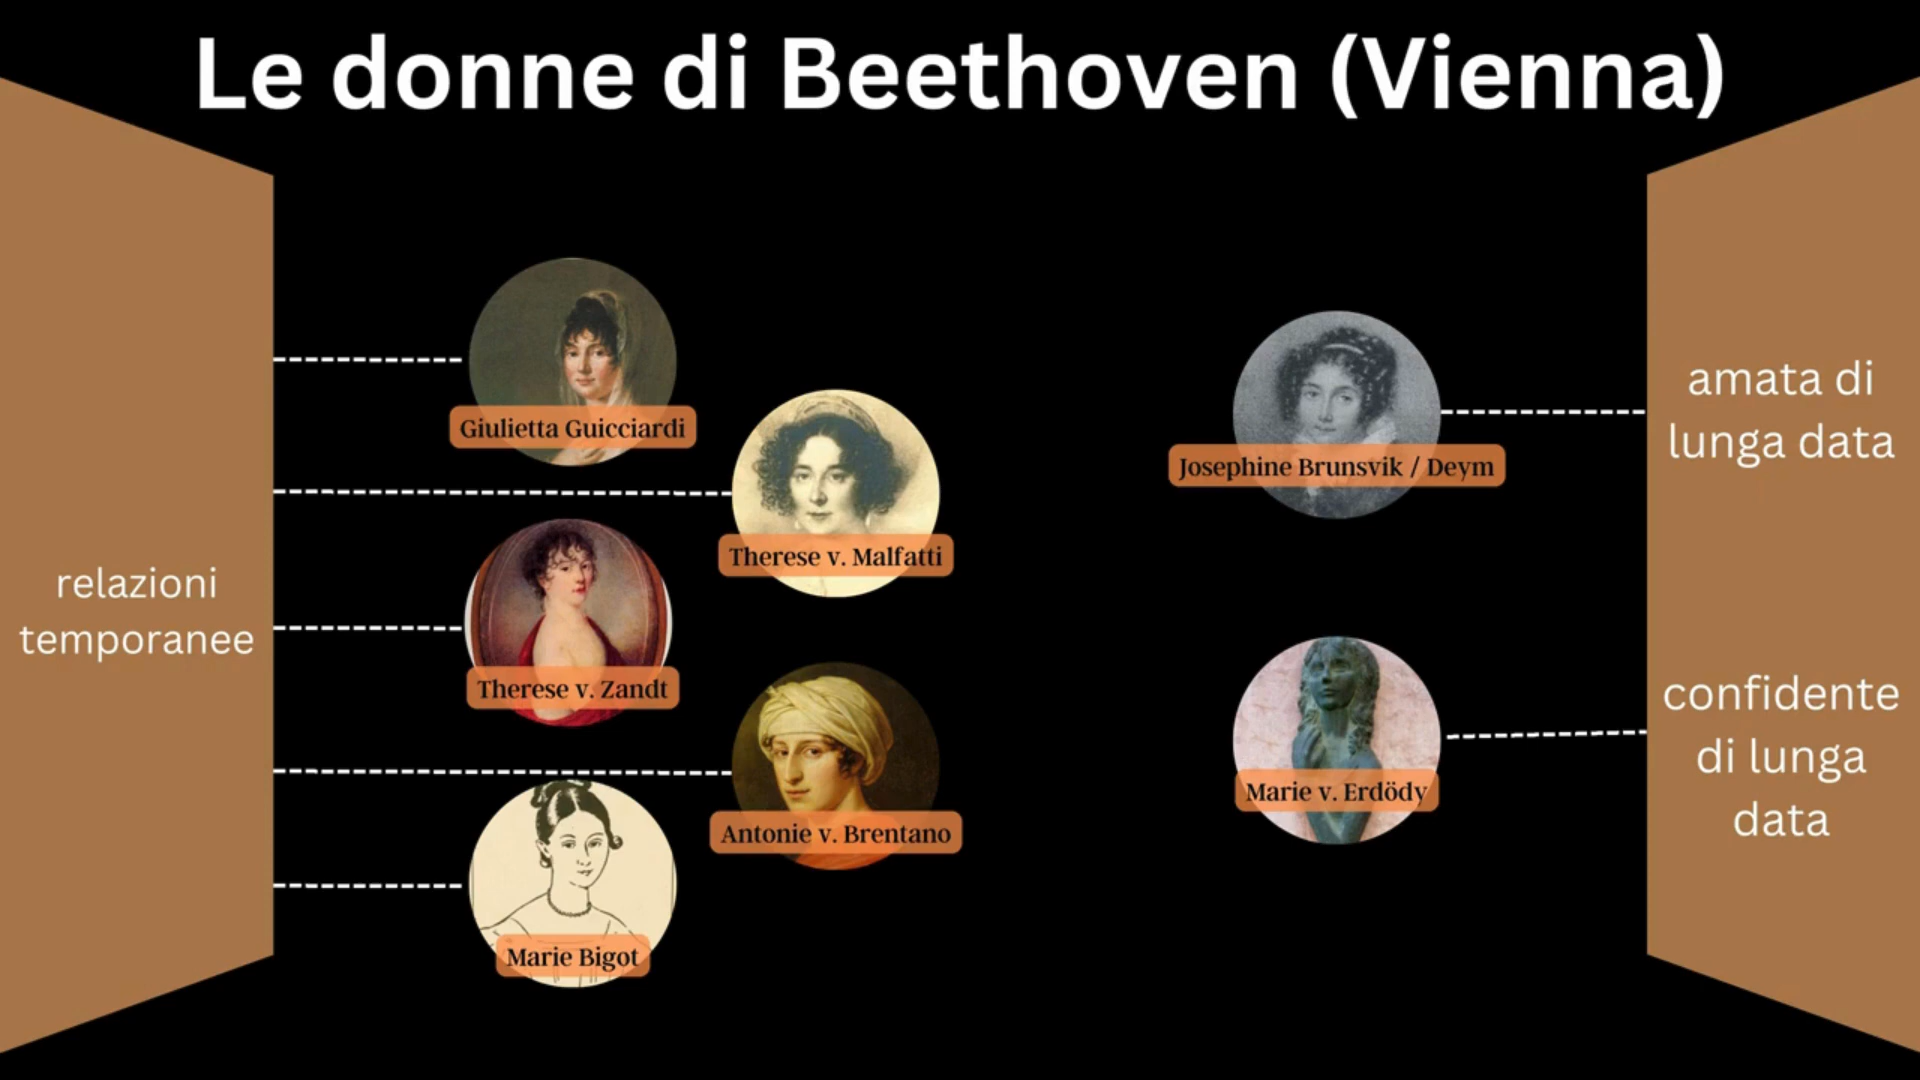 Le donne di Beethoven (Vienna)
relazioni
temporanee
Giulietta Guicciardi
Therese v. Malfatti
Therese v. Zandt
Antonie v. Brentano
Marie Bigot
Josephine Brunsvik / Deym
Marie v. Erdödy
amata di
lunga data
confidente
di lunga
data